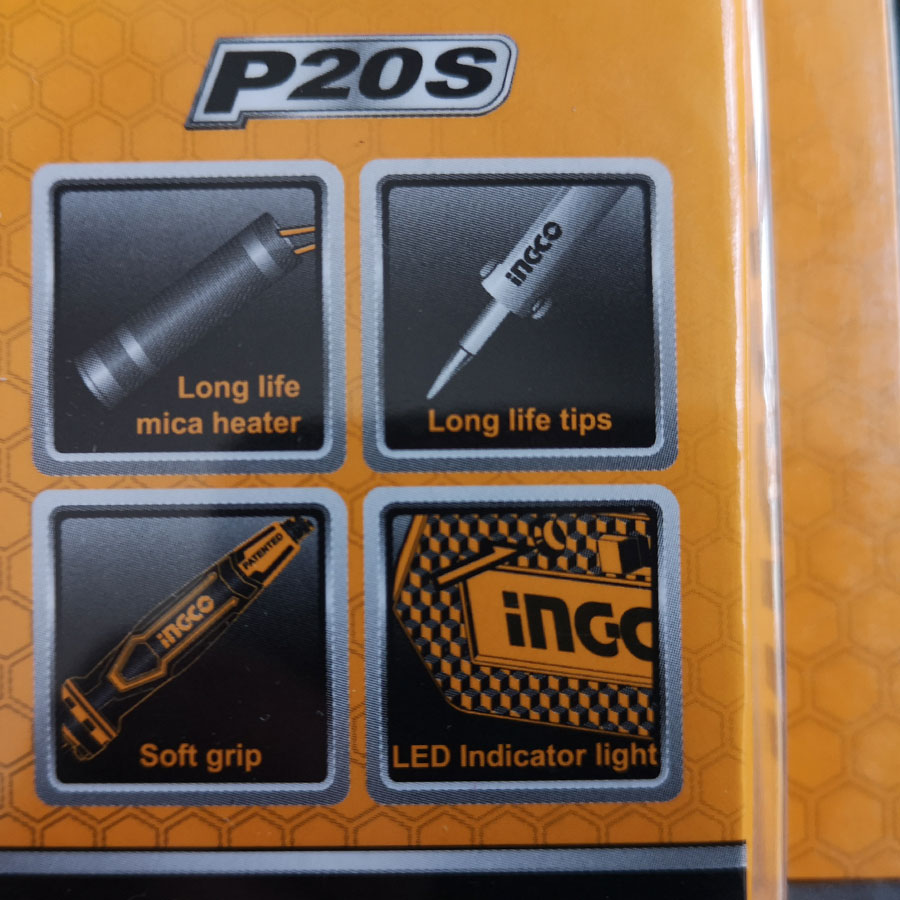 P20S
Long life
mica heater
INGCO
Long life tips
PATENTED
INGCO
Soft grip
INGCO
LED Indicator light